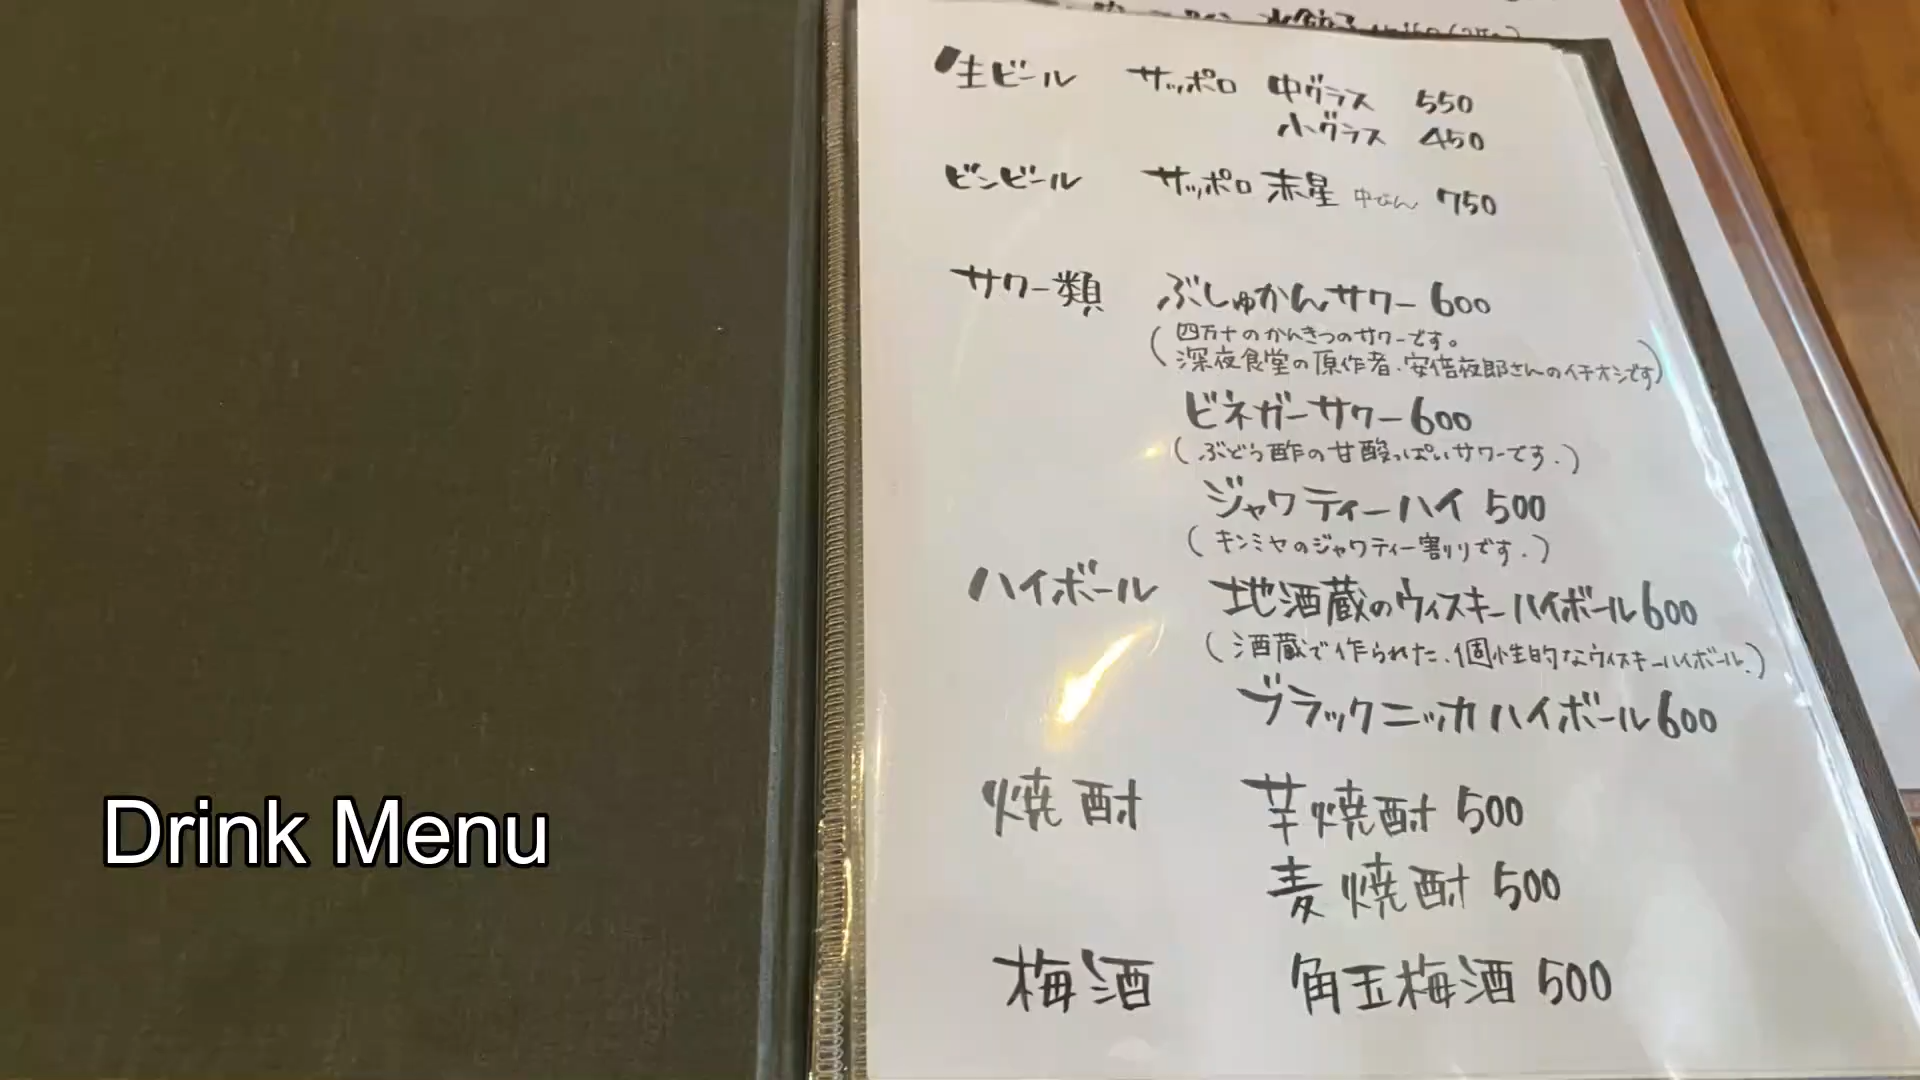 生ビール サッポロ 中グラス 550
小グラス 450
ビンビール サッポロ 赤星 中びん 750
サワー類 ぶしゅかんサワー 600
(四万十のかんきつのサワーです。
深夜食堂の原作者、安倍夜郎さんのイチオシです)
ビネガーサワー 600
(ぶどう酢の甘酸っぱいサワーです.)
ジャワティーハイ 500
(キンミヤのジャワティー割りです.)
ハイボール 地酒蔵のウィスキーハイボール 600
(酒蔵で作られた、個性的なウィスキーハイボール.)
ブラックニッカハイボール 600
焼酎 芋焼酎 500
麦焼酎 500
梅酒 角玉梅酒 500
Drink Menu